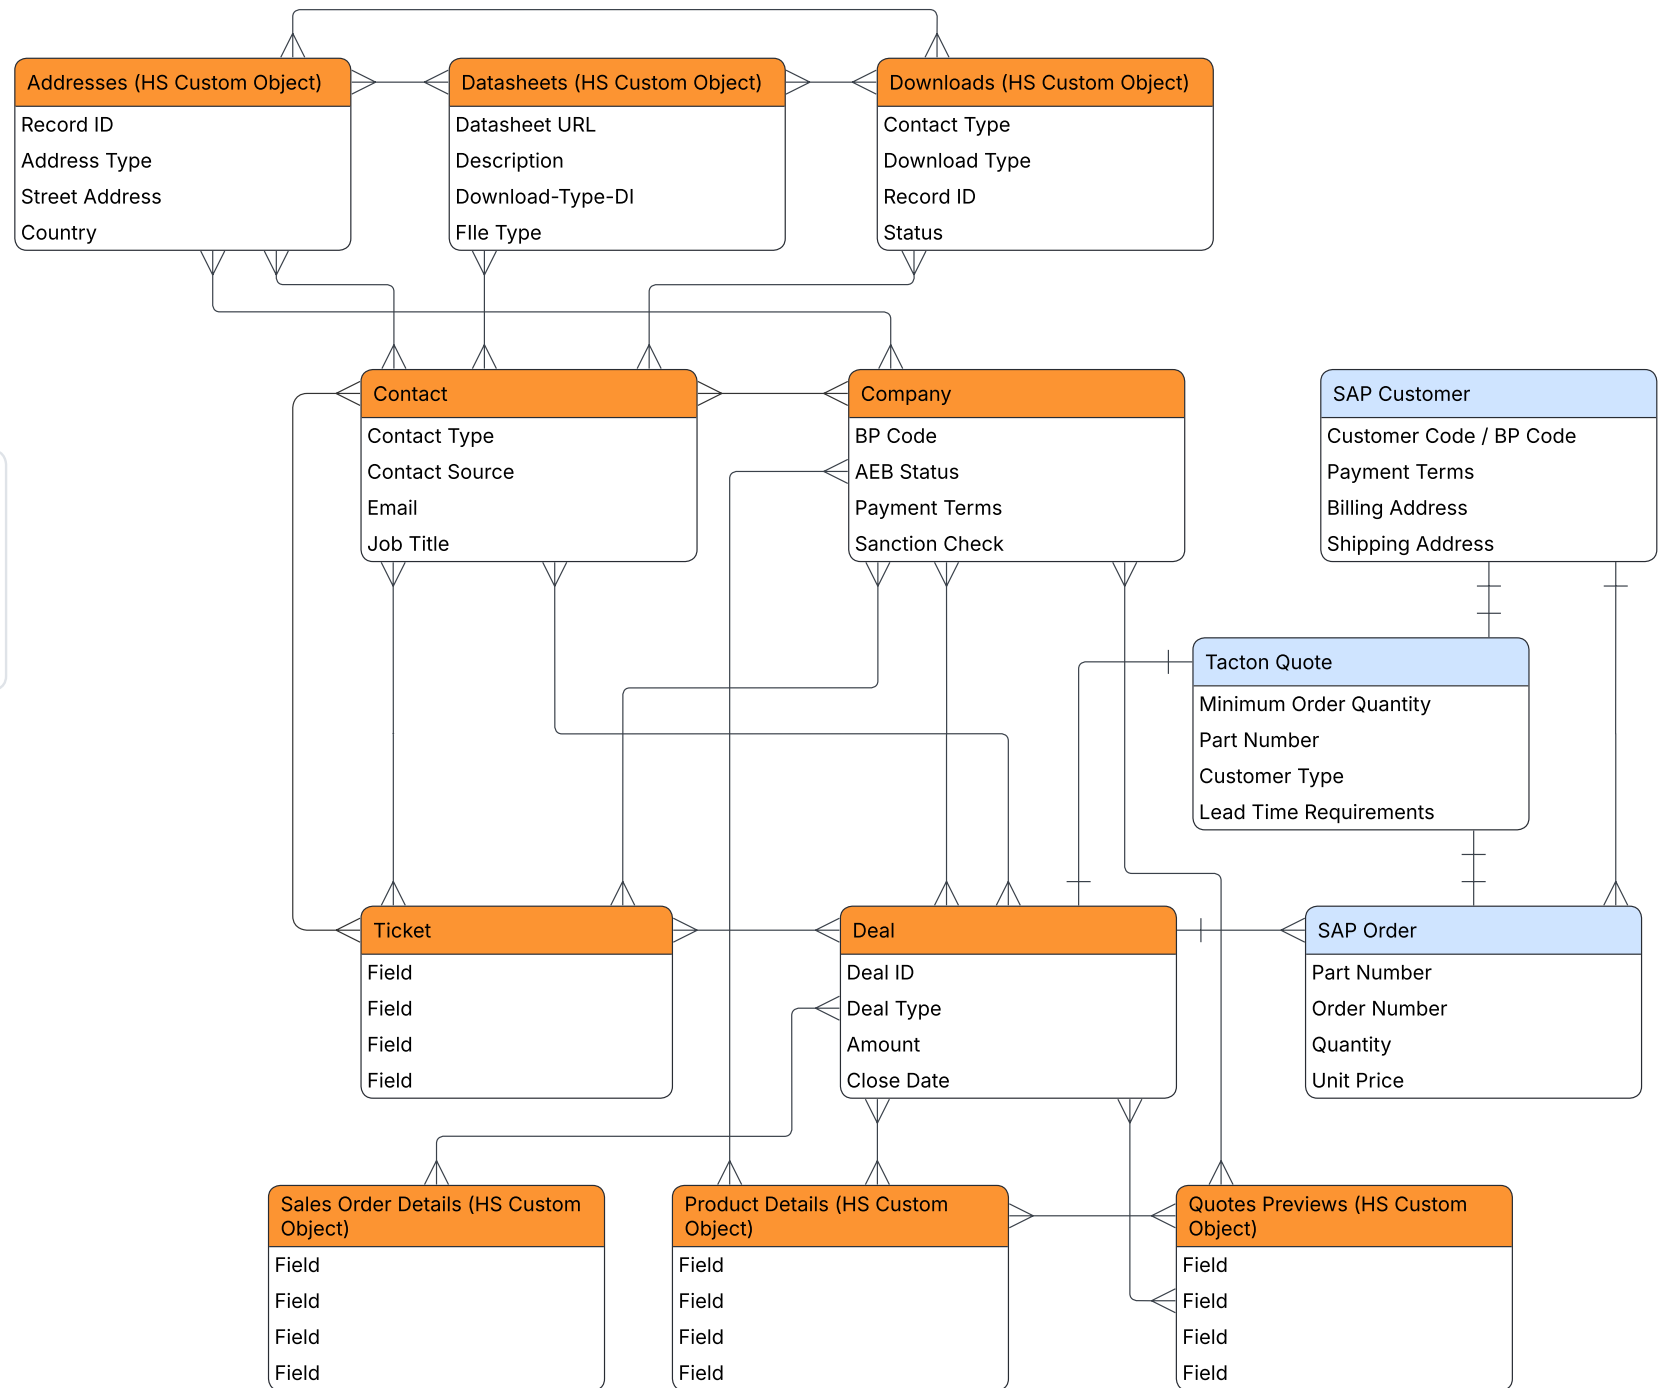 Addresses (HS Custom Object)
Record ID
Address Type
Street Address
Country
Datasheets (HS Custom Object)
Datasheet URL
Description
Download-Type-DI
FIle Type
Downloads (HS Custom Object)
Contact Type
Download Type
Record ID
Status
Contact
Contact Type
Contact Source
Email
Job Title
Company
BP Code
AEB Status
Payment Terms
Sanction Check
SAP Customer
Customer Code / BP Code
Payment Terms
Billing Address
Shipping Address
Tacton Quote
Minimum Order Quantity
Part Number
Customer Type
Lead Time Requirements
Ticket
Field
Field
Field
Field
Deal
Deal ID
Deal Type
Amount
Close Date
SAP Order
Part Number
Order Number
Quantity
Unit Price
Sales Order Details (HS Custom
Object)
Field
Field
Field
Field
Product Details (HS Custom
Object)
Field
Field
Field
Field
Quotes Previews (HS Custom
Object)
Field
Field
Field
Field